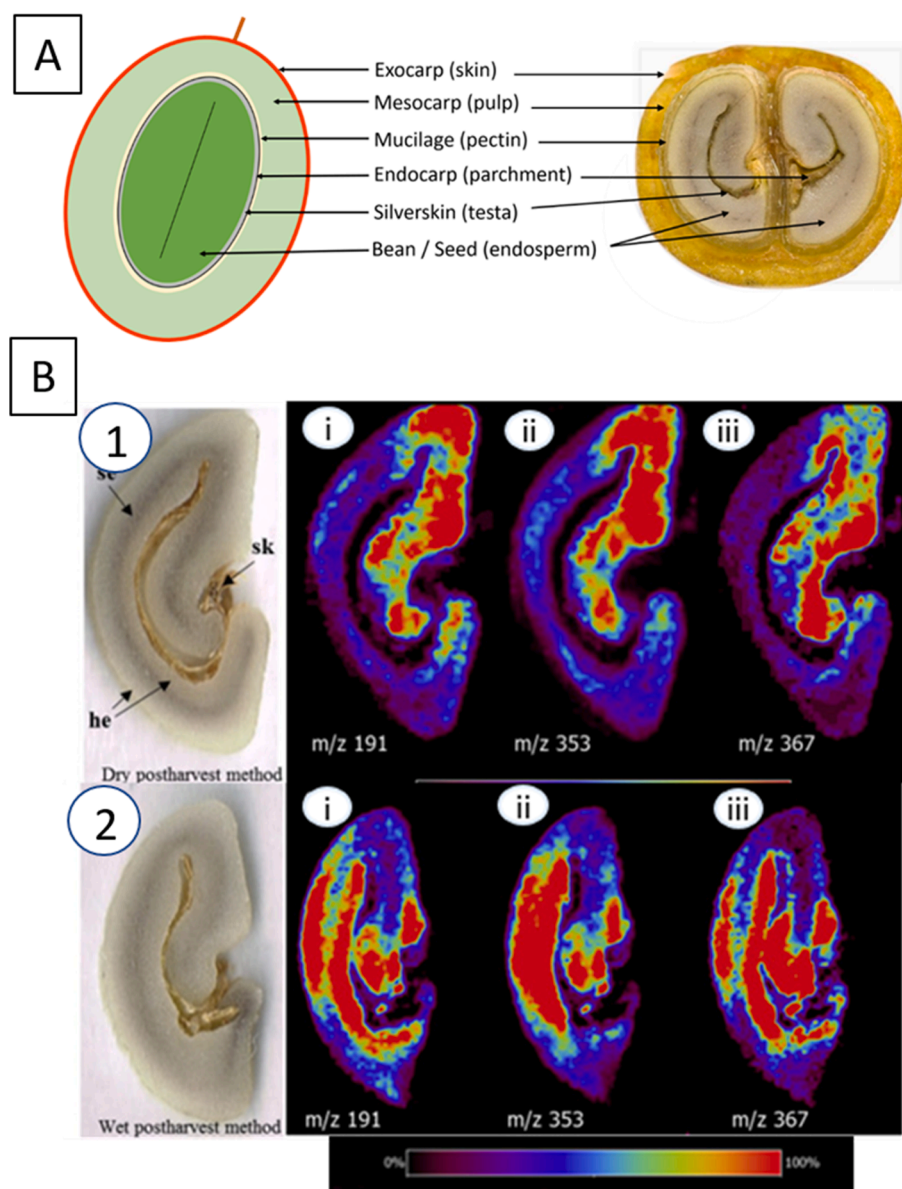 A
Exocarp (skin)
Mesocarp (pulp)
Mucilage (pectin)
Endocarp (parchment)
Silverskin (testa)
Bean / Seed (endosperm)
B
1
i
ii
iii
se
sk
he
Dry postharvest method
m/z 191
m/z 353
m/z 367
2
i
ii
iii
Wet postharvest method
m/z 191
m/z 353
m/z 367
0%
100%